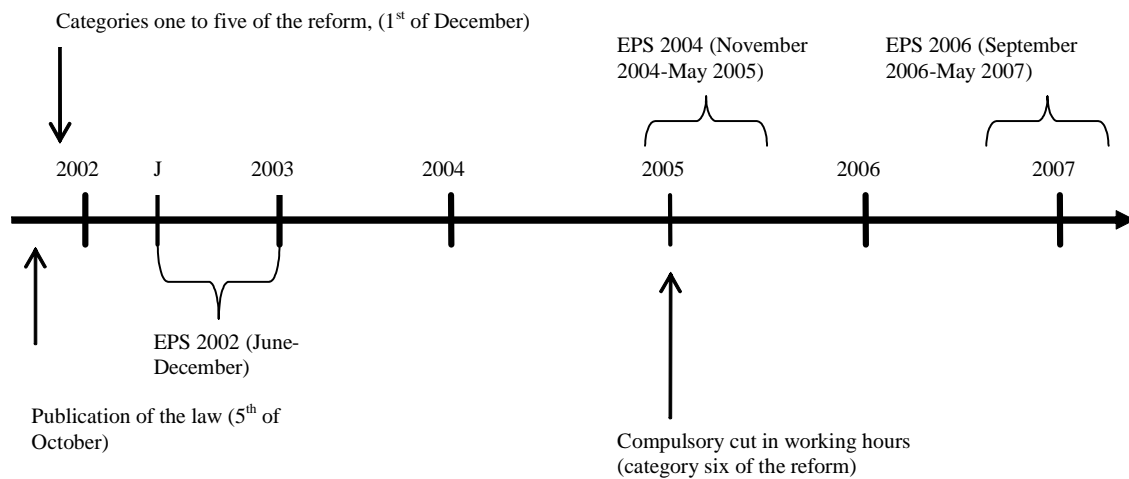 Categories one to five of the reform, (1st of December)
EPS 2004 (November
2004-May 2005)
EPS 2006 (September
2006-May 2007)
2002 J 2003 2004 2005 2006 2007
EPS 2002 (June-
December)
Publication of the law (5th of
October)
Compulsory cut in working hours
(category six of the reform)